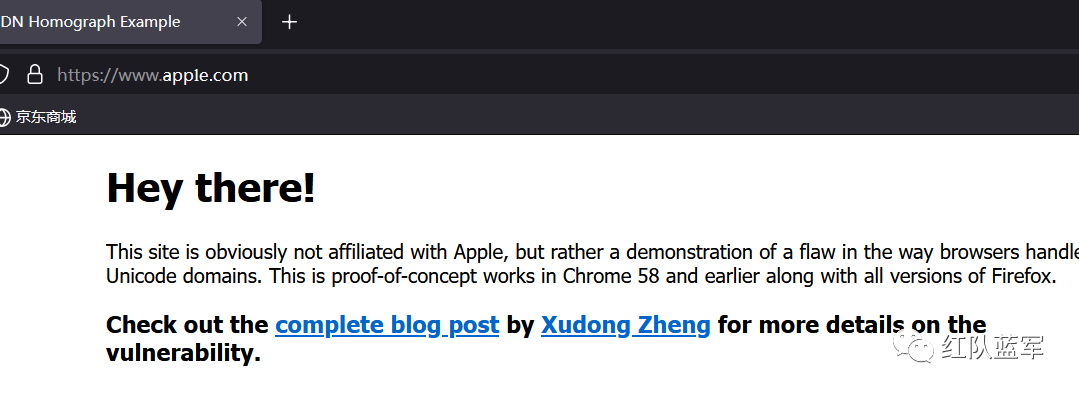 DN Homograph Example
https://www.apple.com
京东商城
Hey there!
This site is obviously not affiliated with Apple, but rather a demonstration of a flaw in the way browsers handle
Unicode domains. This is proof-of-concept works in Chrome 58 and earlier along with all versions of Firefox.
Check out the complete blog post by Xudong Zheng for more details on the
vulnerability.
红队蓝军